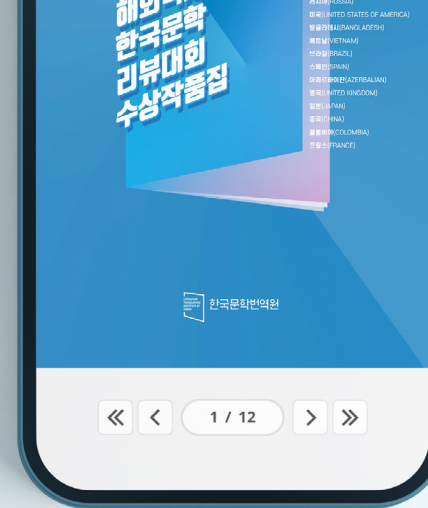 한국문학
리뷰대회
수상작품집
러시아(RUSSIA)
미국(UNITED STATES OF AMERICA)
방글라데시(BANGLADESH)
베트남(VIETNAM)
브라질(BRAZIL)
스페인(SPAIN)
아제르바이잔(AZERBAIJAN)
영국(UNITED KINGDOM)
일본(JAPAN)
중국(CHINA)
콜롬비아(COLOMBIA)
프랑스(FRANCE)
한국문학번역원
1 / 12